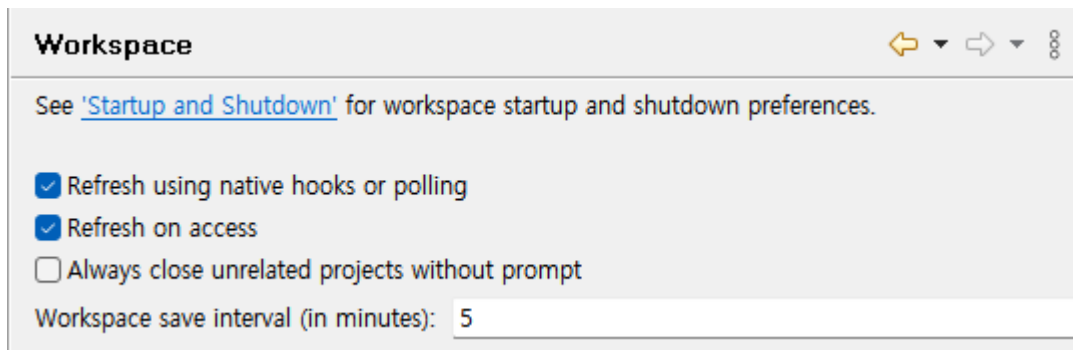 Workspace
See 'Startup and Shutdown' for workspace startup and shutdown preferences.
Refresh using native hooks or polling
Refresh on access
Always close unrelated projects without prompt
Workspace save interval (in minutes): 5